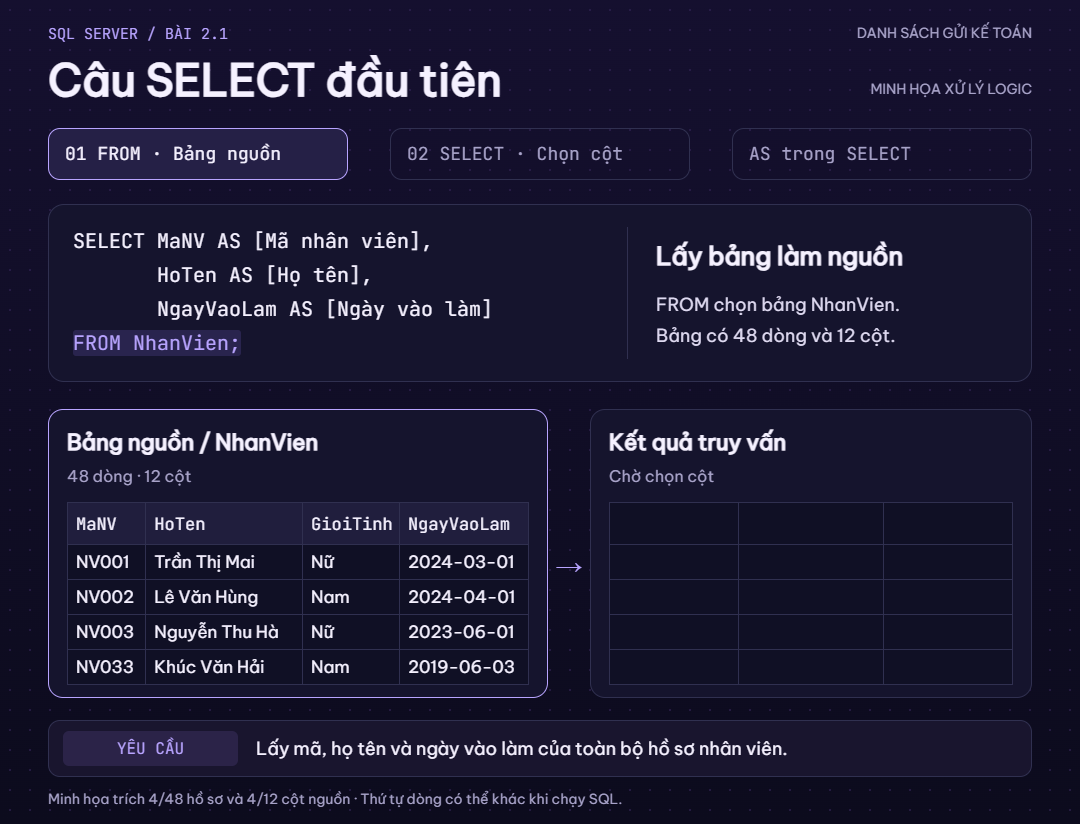 SQL SERVER / BÀI 2.1
DANH SÁCH GỬI KẾ TOÁN
Câu SELECT đầu tiên
MINH HỌA XỬ LÝ LOGIC
01 FROM · Bảng nguồn
02 SELECT · Chọn cột
AS trong SELECT
SELECT MaNV AS [Mã nhân viên],
HoTen AS [Họ tên],
NgayVaoLam AS [Ngày vào làm]
FROM NhanVien;
Lấy bảng làm nguồn
FROM chọn bảng NhanVien.
Bảng có 48 dòng và 12 cột.
Bảng nguồn / NhanVien
48 dòng · 12 cột
MaNV HoTen GioiTinh NgayVaoLam
NV001 Trần Thị Mai Nữ 2024-03-01
NV002 Lê Văn Hùng Nam 2024-04-01
NV003 Nguyễn Thu Hà Nữ 2023-06-01
NV033 Khúc Văn Hải Nam 2019-06-03
→
Kết quả truy vấn
Chờ chọn cột
YÊU CẦU
Lấy mã, họ tên và ngày vào làm của toàn bộ hồ sơ nhân viên.
Minh họa trích 4/48 hồ sơ và 4/12 cột nguồn · Thứ tự dòng có thể khác khi chạy SQL.